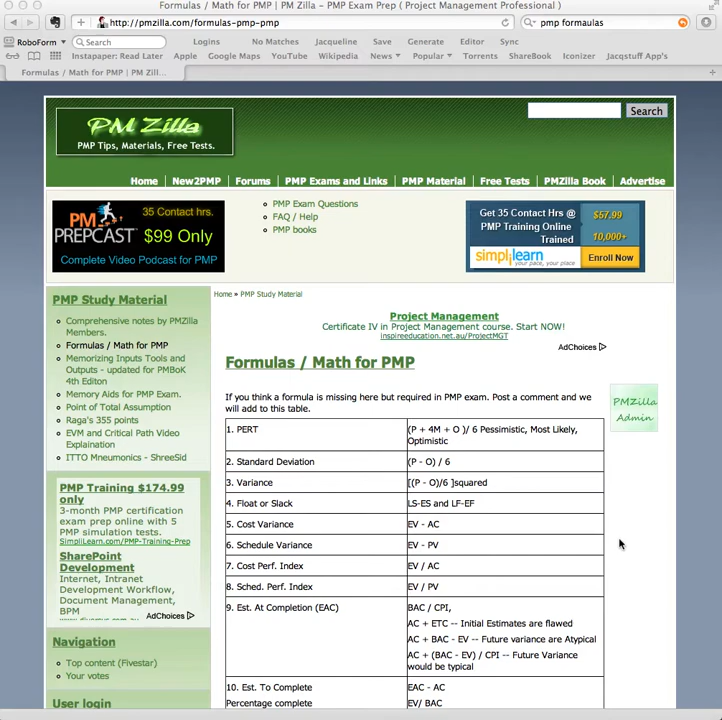 Formulas / Math for PMP | PM Zilla - PMP Exam Prep ( Project Management Professional )
http://pmzilla.com/formulas-pmp-pmp
pmp formaulas
RoboForm
Search
Logins
No Matches
Jacqueline
Save
Generate
Editor
Sync
Instapaper: Read Later
Apple
Google Maps
YouTube
Wikipedia
News
Popular
Torrents
ShareBook
Iconizer
Jacqstuff App's
Formulas / Math for PMP | PM Zill...
PM Zilla
PMP Tips, Materials, Free Tests.
Search
Home
New2PMP
Forums
PMP Exams and Links
PMP Material
Free Tests
PMZilla Book
Advertise
PM PREPCAST
35 Contact hrs.
$99 Only
Complete Video Podcast for PMP
PMP Exam Questions
FAQ / Help
PMP books
Get 35 Contact Hrs @
PMP Training Online
Trained
$57.99
10,000+
simplilearn
your pace, your place
Enroll Now
PMP Study Material
Comprehensive notes by PMZilla
Members.
Formulas / Math for PMP
Memorizing Inputs Tools and
Outputs - updated for PMBoK
4th Editon
Memory Aids for PMP Exam.
Point of Total Assumption
Raga's 355 points
EVM and Critical Path Video
Explaination
ITTO Mneumonics - ShreeSid
PMP Training $174.99
only
3-month PMP certification
exam prep online with 5
PMP simulation tests.
SimpliLearn.com/PMP-Training-Prep
SharePoint
Development
Internet, Intranet
Development Workflow,
Document Management,
BPM
AdChoices
Navigation
Top content (Fivestar)
Your votes
User login
Home » PMP Study Material
Project Management
Certificate IV in Project Management course. Start NOW!
inspireeducation.net.au/ProjectMGT
AdChoices
Formulas / Math for PMP
If you think a formula is missing here but required in PMP exam. Post a comment and we
will add to this table.
PMZilla
Admin
1. PERT
(P + 4M + O )/ 6 Pessimistic, Most Likely,
Optimistic
2. Standard Deviation
(P - O) / 6
3. Variance
[(P - O)/6 ]squared
4. Float or Slack
LS-ES and LF-EF
5. Cost Variance
EV - AC
6. Schedule Variance
EV - PV
7. Cost Perf. Index
EV / AC
8. Sched. Perf. Index
EV / PV
9. Est. At Completion (EAC)
BAC / CPI,
AC + ETC -- Initial Estimates are flawed
AC + BAC - EV -- Future variance are Atypical
AC + (BAC - EV) / CPI -- Future Variance
would be typical
10. Est. To Complete
EAC - AC
Percentage complete
EV/ BAC